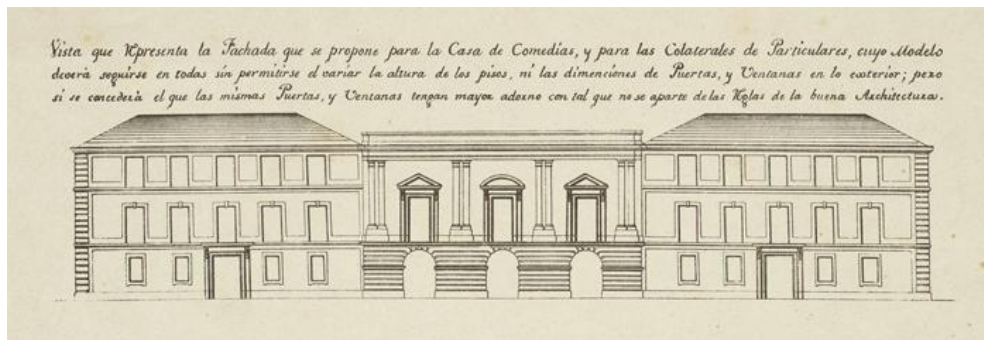 Vista que Representa la Fachada que se propone para la Casa de Comedias, y para las Colaterales de Particulares, cuyo Modelo
deverá seguirse en todas sin permitirse el variar la altura de los pisos, ni las dimenciónes de Puertas, y Ventanas en lo exterior; pero
si se concederà el que las mismas Puertas, y Ventanas tengan mayor adorno con tal que no se aparte de las Reglas de la buena Architectura.